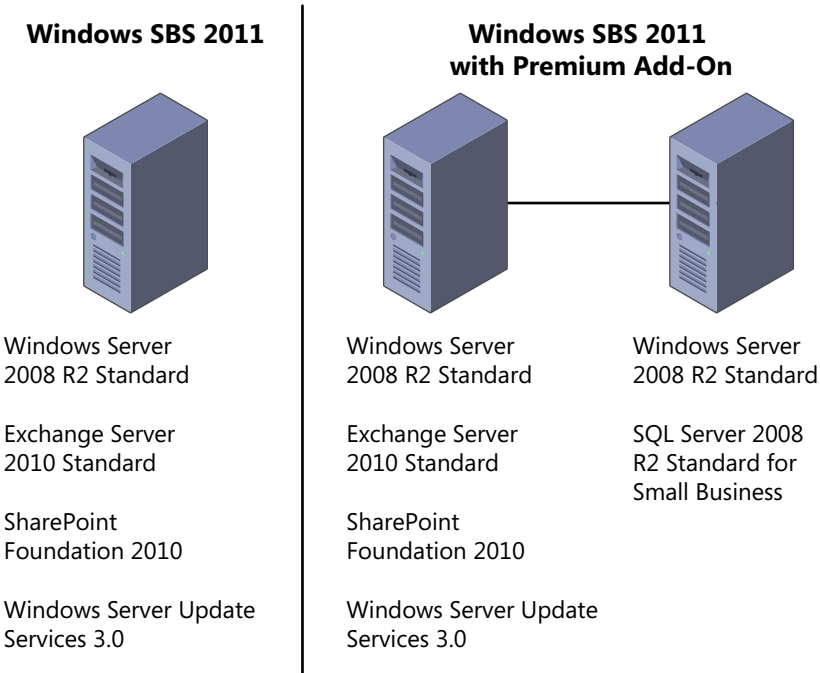 Windows SBS 2011
Windows Server
2008 R2 Standard
Exchange Server
2010 Standard
SharePoint
Foundation 2010
Windows Server Update
Services 3.0
Windows SBS 2011
with Premium Add-On
Windows Server
2008 R2 Standard
Exchange Server
2010 Standard
SharePoint
Foundation 2010
Windows Server Update
Services 3.0
Windows Server
2008 R2 Standard
SQL Server 2008
R2 Standard for
Small Business